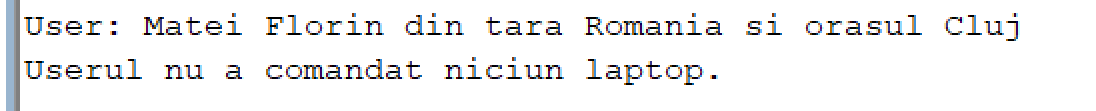 User: Matei Florin din tara Romania si orasul Cluj
Userul nu a comandat niciun laptop.